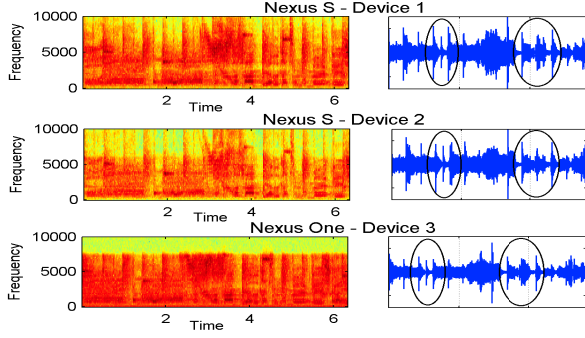 Nexus S - Device 1
10000
5000
0
Frequency
2
4
6
Time
Nexus S - Device 2
10000
5000
0
Frequency
2
4
6
Time
Nexus One - Device 3
10000
5000
0
Frequency
2
4
6
Time